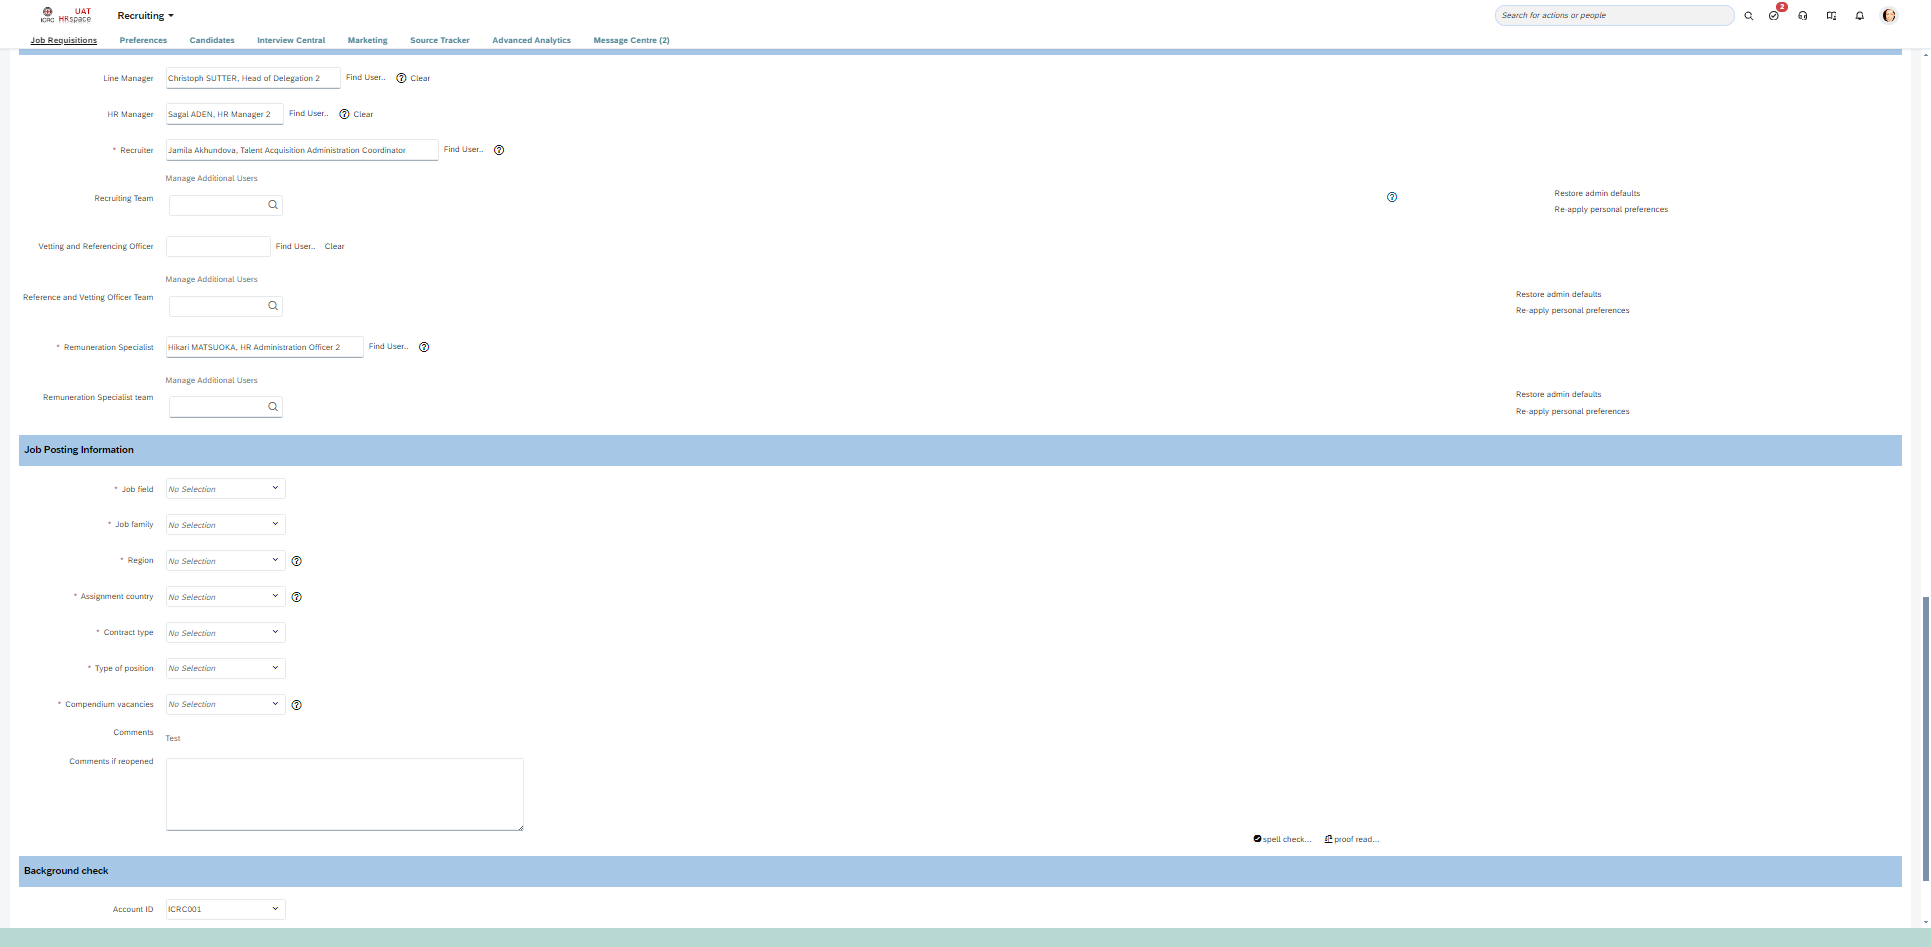 ICRC UAT HRspace Recruiting Search for actions or people 2
Job Requisitions Preferences Candidates Interview Central Marketing Source Tracker Advanced Analytics Message Centre (2)
Line Manager Christoph SUTTER, Head of Delegation 2 Find User.. Clear
HR Manager Sagal ADEN, HR Manager 2 Find User.. Clear
* Recruiter Jamila Akhundova, Talent Acquisition Administration Coordinator Find User..
Manage Additional Users
Recruiting Team Restore admin defaults
Re-apply personal preferences
Vetting and Referencing Officer Find User.. Clear
Manage Additional Users
Reference and Vetting Officer Team Restore admin defaults
Re-apply personal preferences
* Remuneration Specialist Hikari MATSUOKA, HR Administration Officer 2 Find User..
Manage Additional Users
Remuneration Specialist team Restore admin defaults
Re-apply personal preferences
Job Posting Information
* Job field No Selection
* Job family No Selection
* Region No Selection
* Assignment country No Selection
* Contract type No Selection
* Type of position No Selection
* Compendium vacancies No Selection
Comments Test
Comments if reopened
spell check... proof read...
Background check
Account ID ICRC001